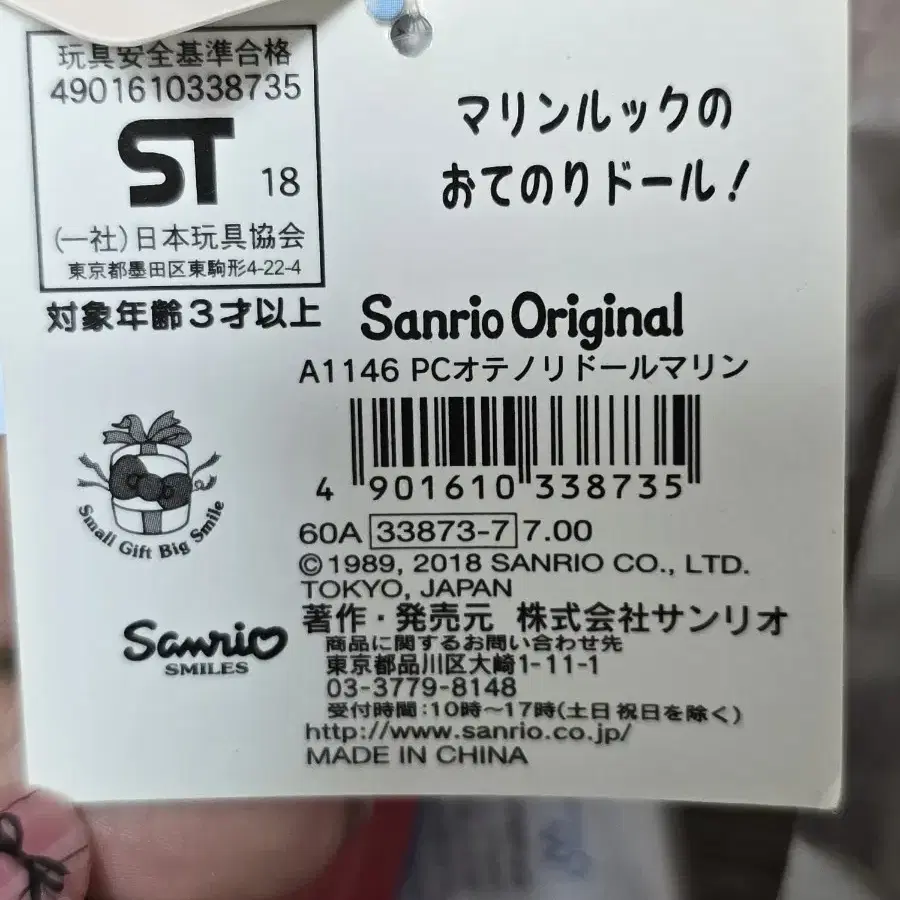 玩具安全基準合格
4901610338735
ST 18
(一社)日本玩具協会
東京都墨田区東駒形4-22-4
対象年齢3才以上
マリンルックの
おてのりドール!
Sanrio Original
A1146 PCオテノリドールマリン
4 901610 338735
60A 33873-7 7.00
©1989, 2018 SANRIO CO., LTD.
TOKYO, JAPAN
著作・発売元 株式会社サンリオ
商品に関するお問い合わせ先
東京都品川区大崎1-11-1
03-3779-8148
受付時間:10時~17時(土日祝日を除く)
http://www.sanrio.co.jp/
MADE IN CHINA
Small Gift Big Smile
Sanrio
SMILES